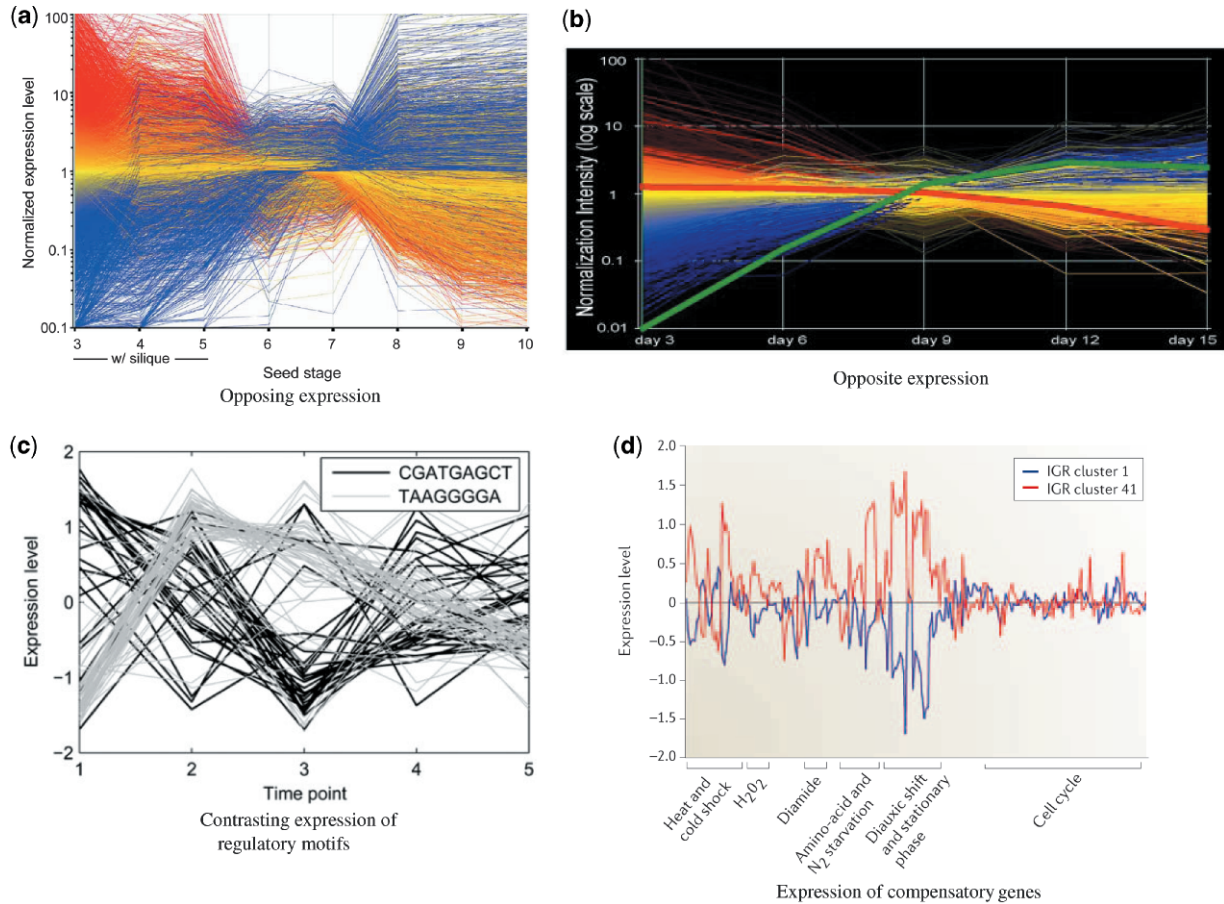 (a)
Normalized expression level
100
10
1
0.1
00.1
3 4 5 6 7 8 9 10
w/ silique
Seed stage
Opposing expression
(b)
Normalization Intensity (log scale)
100
10
1
0.1
0.01
day 3 day 6 day 9 day 12 day 15
Opposite expression
(c)
Expression level
2
1
0
−1
−2
CGATGAGCT
TAAGGGGA
1 2 3 4 5
Time point
Contrasting expression of
regulatory motifs
(d)
Expression level
2.0
1.5
1.0
0.5
0
−0.5
−1.0
−1.5
−2.0
IGR cluster 1
IGR cluster 41
Heat and
cold shock
H2O2
Diamide
Amino-acid and
N2 starvation
Diauxic shift
and stationary
phase
Cell cycle
Expression of compensatory genes